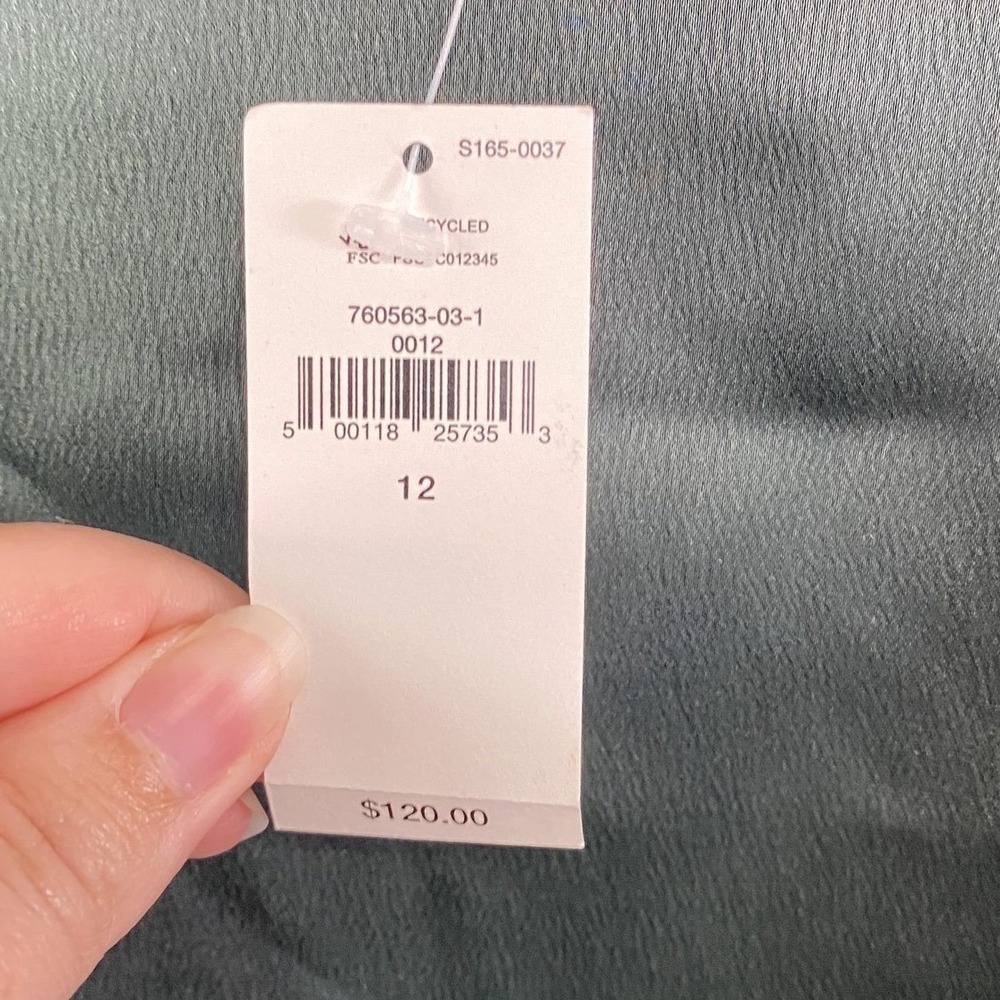 S165-0037
CYCLED
FSC C012345
760563-03-1
0012
5 00118 25735 3
12
$120.00